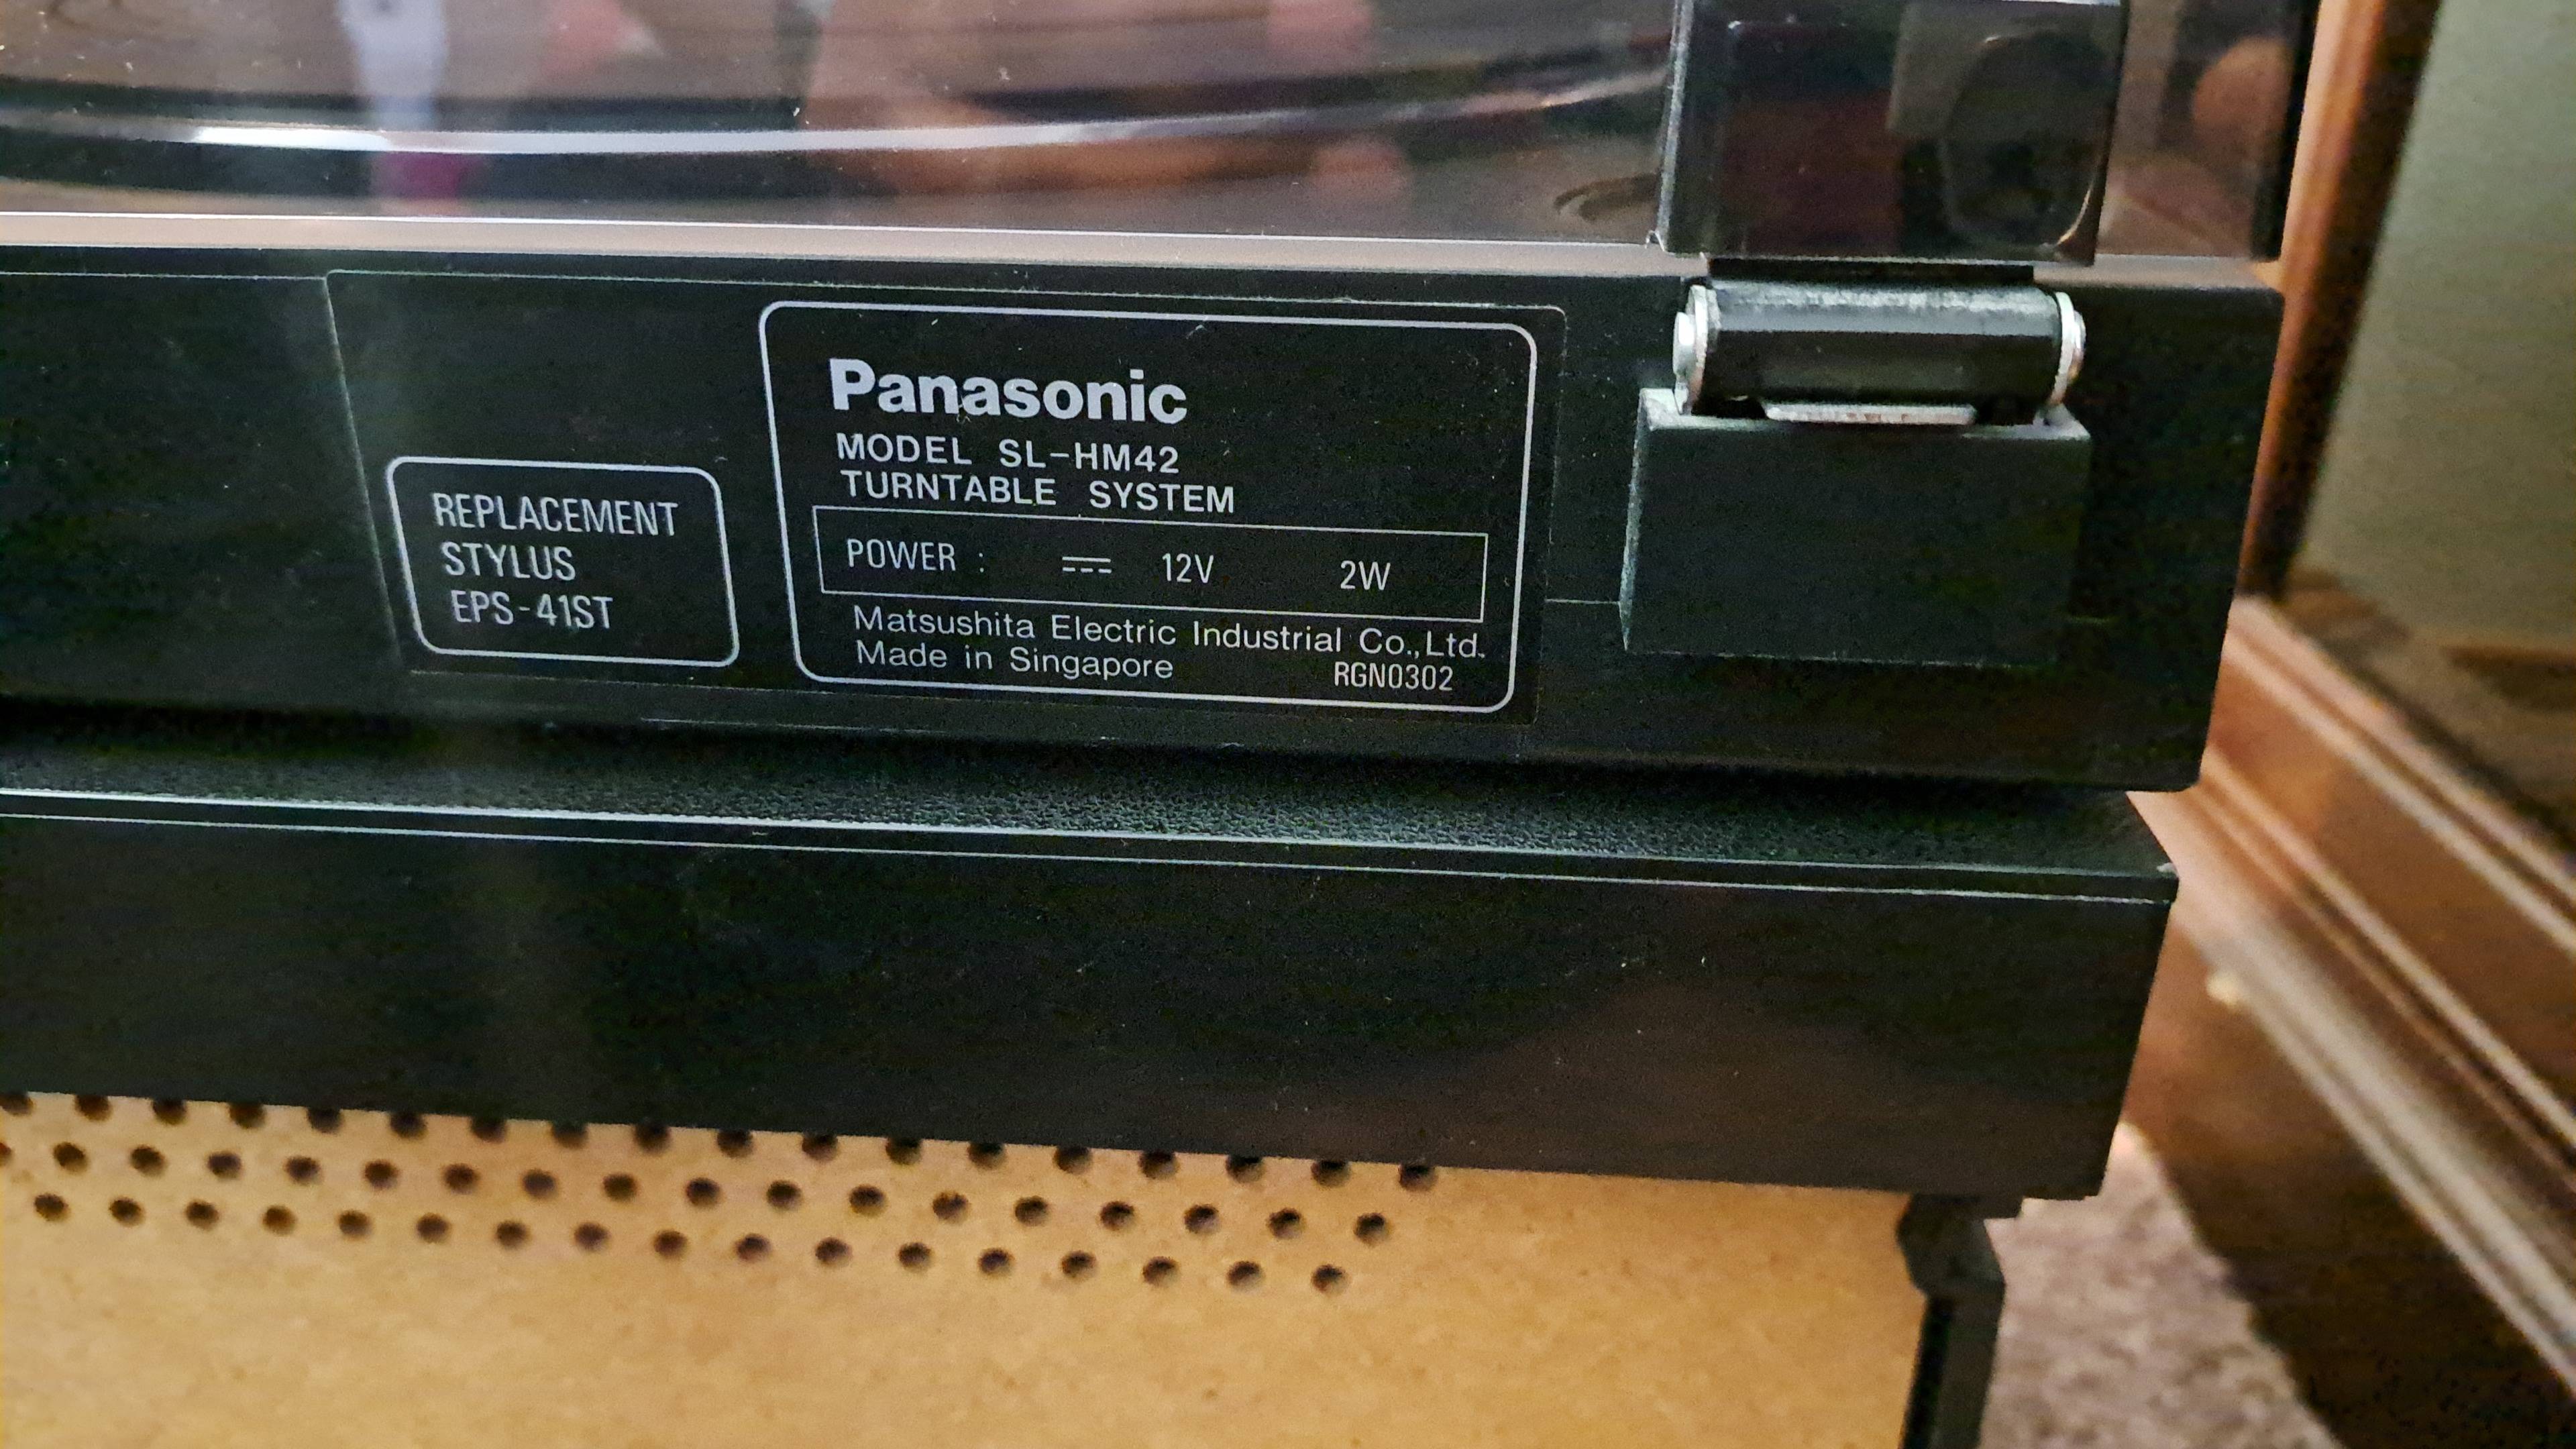 REPLACEMENT
STYLUS
EPS-41ST
Panasonic
MODEL SL-HM42
TURNTABLE SYSTEM
POWER : ⎓ 12V 2W
Matsushita Electric Industrial Co.,Ltd.
Made in Singapore RGN0302